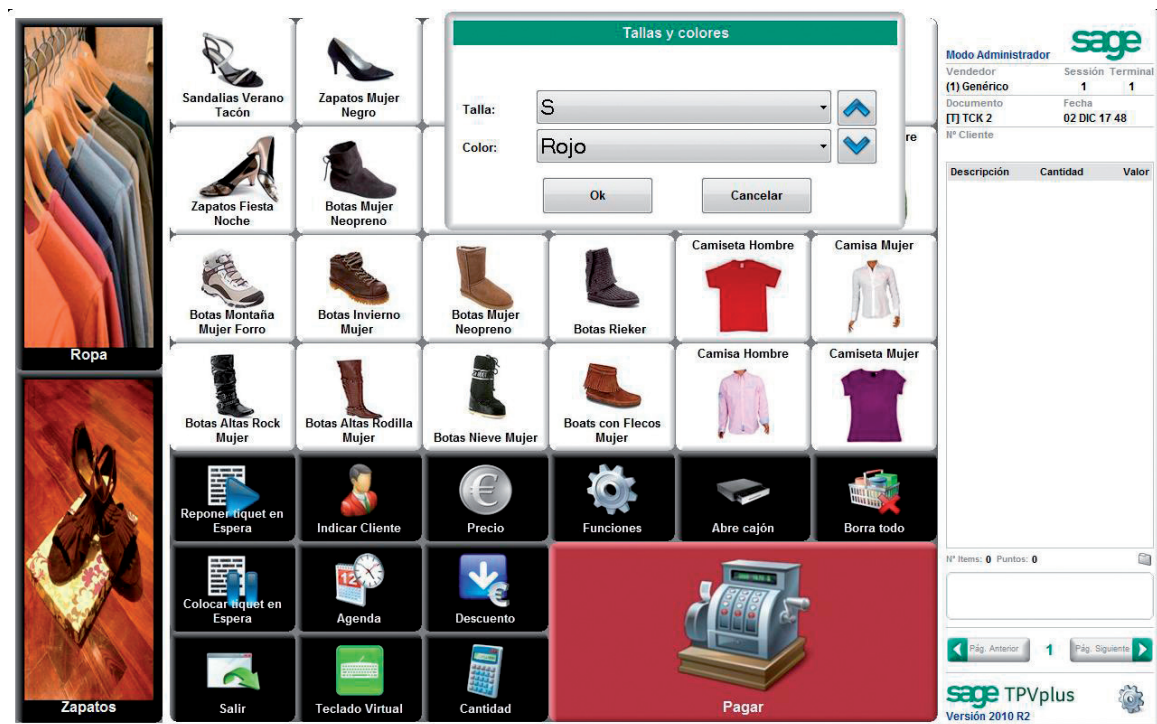 Ropa
Zapatos
Sandalias Verano
Tacón
Zapatos Mujer
Negro
Zapatos Fiesta
Noche
Botas Mujer
Neopreno
re
Tallas y colores
Talla:
S
Color:
Rojo
Ok
Cancelar
Botas Montaña
Mujer Forro
Botas Invierno
Mujer
Botas Mujer
Neopreno
Botas Rieker
Camiseta Hombre
Camisa Mujer
Botas Altas Rock
Mujer
Botas Altas Rodilla
Mujer
Botas Nieve Mujer
Boats con Flecos
Mujer
Camisa Hombre
Camiseta Mujer
Reponer tiquet en
Espera
Indicar Cliente
Precio
Funciones
Abre cajón
Borra todo
Colocar tiquet en
Espera
Agenda
Descuento
Salir
Teclado Virtual
Cantidad
Pagar
sage
Modo Administrador
Vendedor Sessión Terminal
(1) Genérico 1 1
Documento Fecha
[T] TCK 2 02 DIC 17 48
Nº Cliente
Descripción Cantidad Valor
Nº Items: 0 Puntos: 0
Pág. Anterior 1 Pág. Siguiente
sage TPVplus
Versión 2010 R2